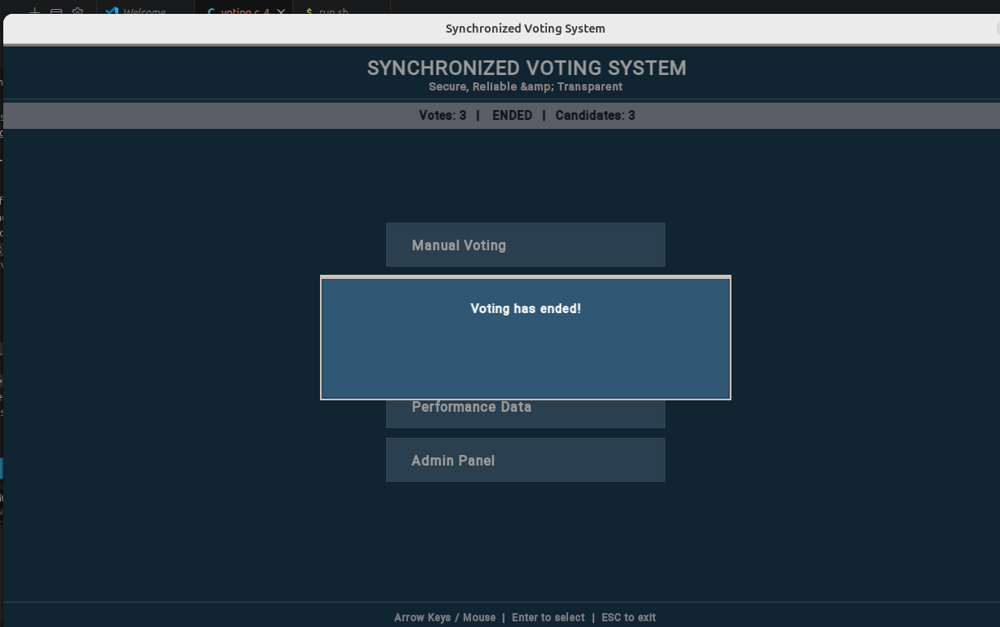 Welcome voting.c 4 run.sh
Synchronized Voting System
SYNCHRONIZED VOTING SYSTEM
Secure, Reliable &amp; Transparent
Votes: 3 | ENDED | Candidates: 3
Manual Voting
Voting has ended!
Performance Data
Admin Panel
Arrow Keys / Mouse | Enter to select | ESC to exit